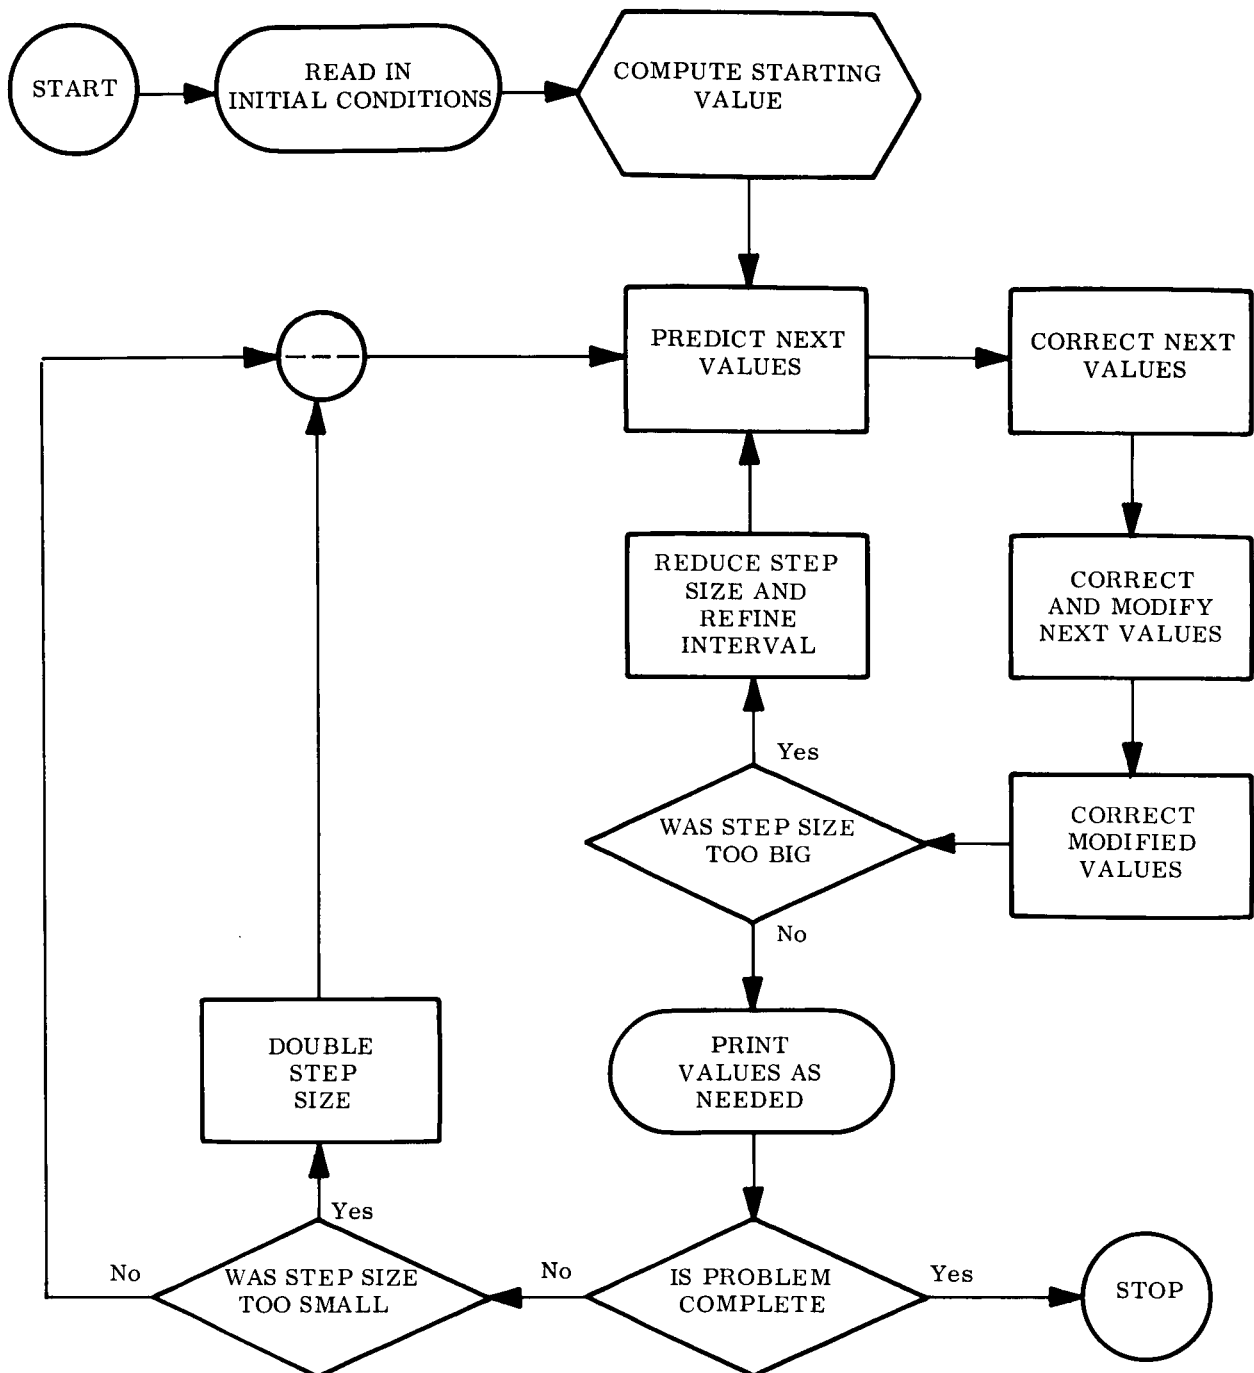 START
READ IN
INITIAL CONDITIONS
COMPUTE STARTING
VALUE
PREDICT NEXT
VALUES
CORRECT NEXT
VALUES
REDUCE STEP
SIZE AND
REFINE
INTERVAL
CORRECT
AND MODIFY
NEXT VALUES
Yes
WAS STEP SIZE
TOO BIG
CORRECT
MODIFIED
VALUES
No
DOUBLE
STEP
SIZE
PRINT
VALUES AS
NEEDED
Yes
No
WAS STEP SIZE
TOO SMALL
No
IS PROBLEM
COMPLETE
Yes
STOP